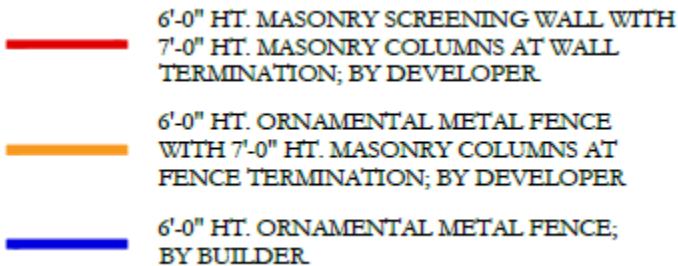 6'-0" HT. MASONRY SCREENING WALL WITH
7'-0" HT. MASONRY COLUMNS AT WALL
TERMINATION; BY DEVELOPER
6'-0" HT. ORNAMENTAL METAL FENCE
WITH 7'-0" HT. MASONRY COLUMNS AT
FENCE TERMINATION; BY DEVELOPER
6'-0" HT. ORNAMENTAL METAL FENCE;
BY BUILDER